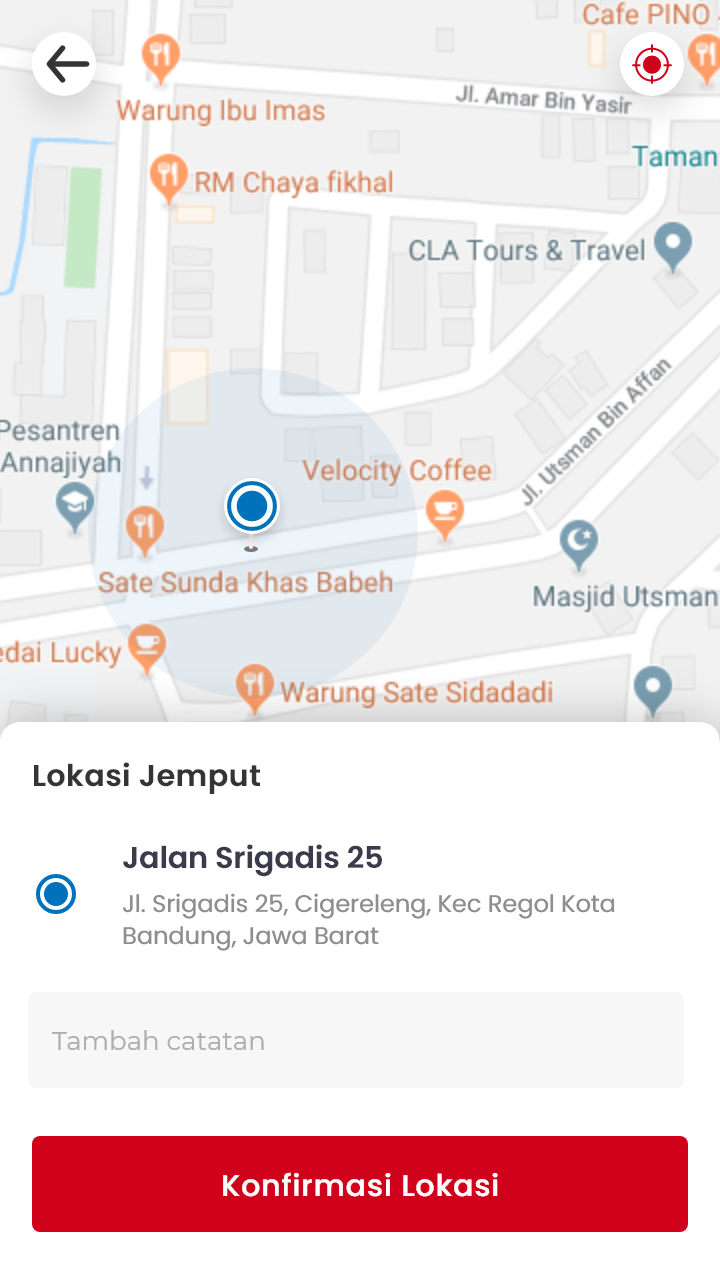 Cafe PINO
Warung Ibu Imas
Jl. Amar Bin Yasir
Taman
RM Chaya fikhal
CLA Tours & Travel
Jl. Utsman Bin Affan
Pesantren
Annajiyah
Velocity Coffee
Sate Sunda Khas Babeh
Masjid Utsman
edai Lucky
Warung Sate Sidadadi
Lokasi Jemput
Jalan Srigadis 25
Jl. Srigadis 25, Cigereleng, Kec Regol Kota
Bandung, Jawa Barat
Tambah catatan
Konfirmasi Lokasi